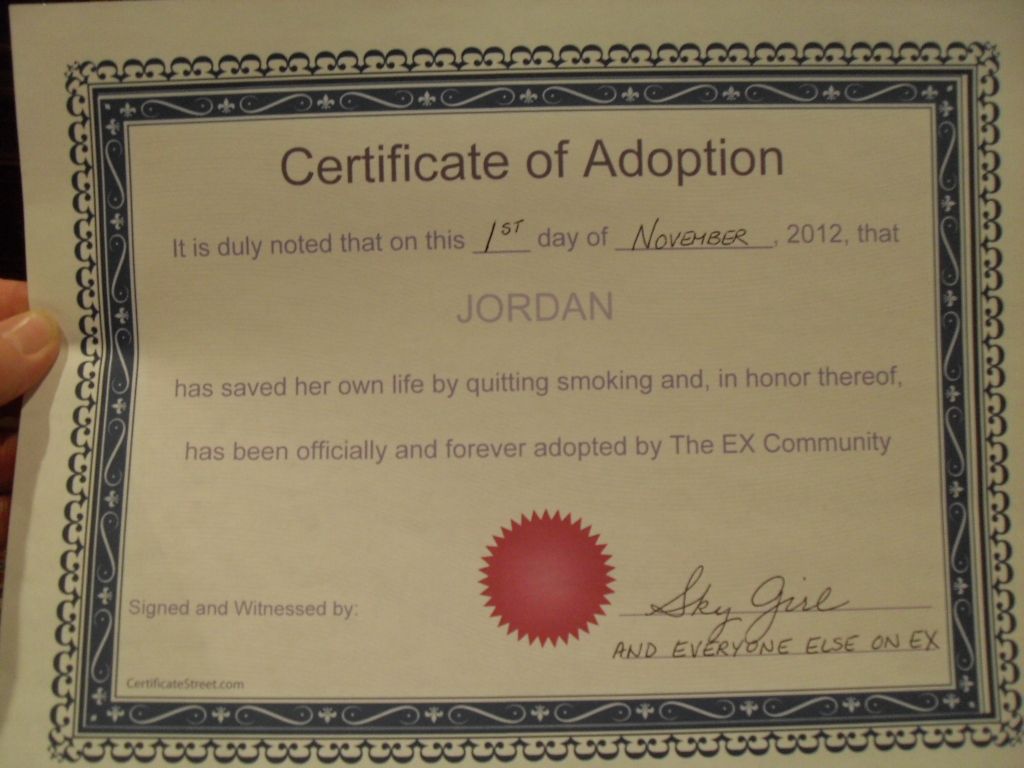 Certificate of Adoption
It is duly noted that on this 1ST day of NOVEMBER, 2012, that
JORDAN
has saved her own life by quitting smoking and, in honor thereof,
has been officially and forever adopted by The EX Community
Signed and Witnessed by:
Sky Girl
AND EVERYONE ELSE ON EX
CertificateStreet.com